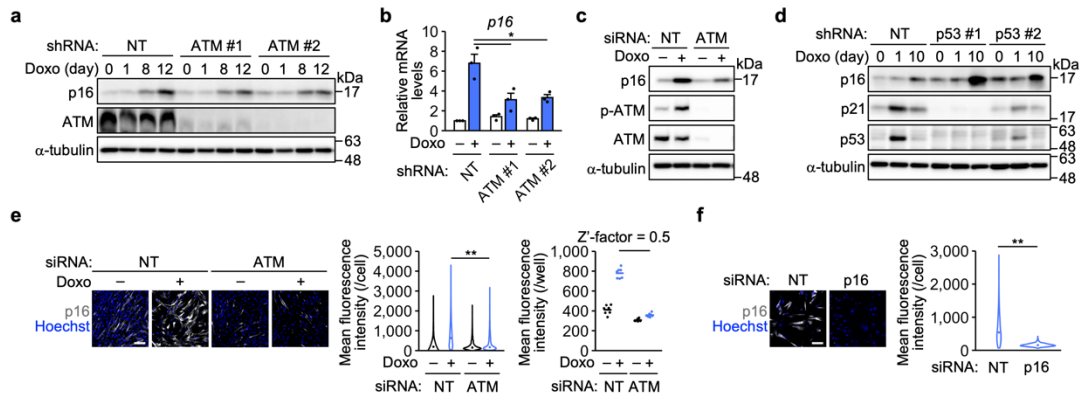 a
shRNA: NT ATM #1 ATM #2
Doxo (day) 0 1 8 12 0 1 8 12 0 1 8 12 kDa
p16 17
ATM
α-tubulin 63
48
b
p16
*
Relative mRNA levels
10
8
6
4
2
0
Doxo – + – + – +
shRNA: NT ATM #1 ATM #2
c
siRNA: NT ATM
Doxo – + – + kDa
p16 17
p-ATM
ATM
α-tubulin 63
48
d
shRNA: NT p53 #1 p53 #2
Doxo (day) 0 1 10 0 1 10 0 1 10 kDa
p16 17
p21 17
p53 63
48
α-tubulin 63
48
e
siRNA: NT ATM
Doxo – + – +
p16
Hoechst
Mean fluorescence intensity (/cell)
5,000
4,000
3,000
2,000
1,000
0
**
Doxo – + – +
siRNA: NT ATM
Z'-factor = 0.5
Mean fluorescence intensity (/well)
1,000
800
600
400
200
0
Doxo – + – +
siRNA: NT ATM
f
siRNA: NT p16
p16
Hoechst
Mean fluorescence intensity (/cell)
3,000
2,000
1,000
0
**
siRNA: NT p16